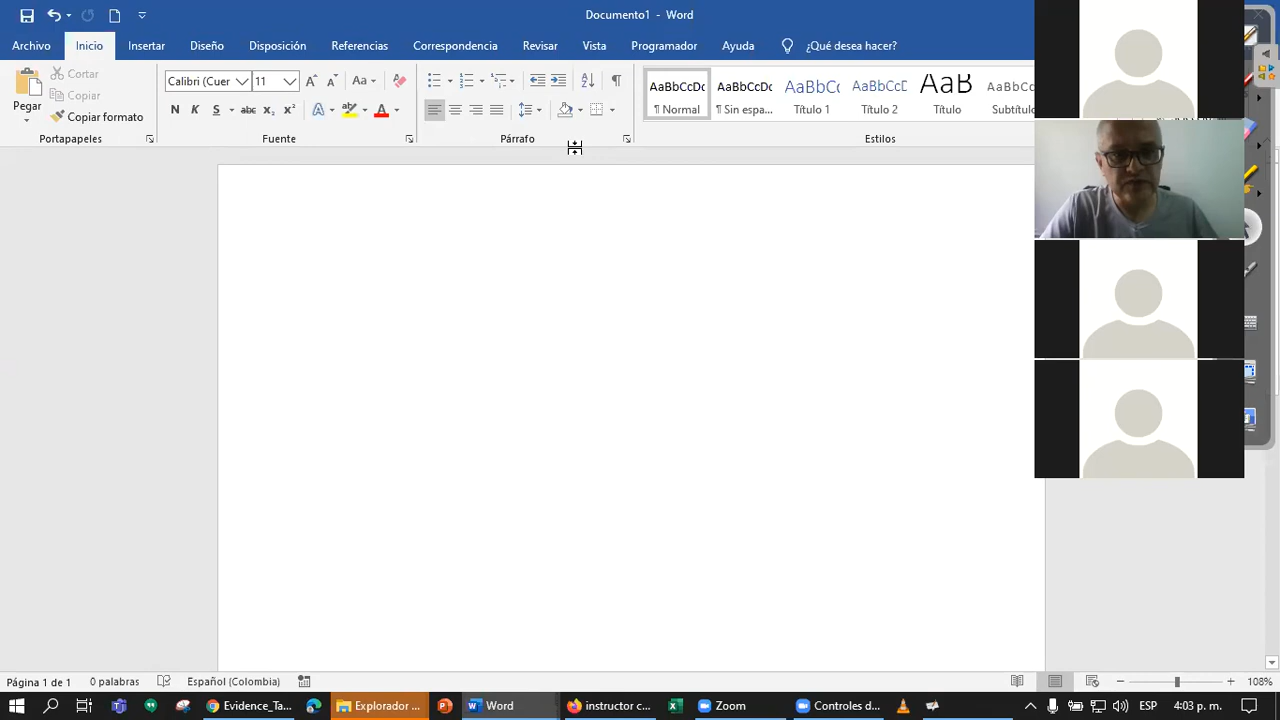 Documento1 - Word
Archivo Inicio Insertar Diseño Disposición Referencias Correspondencia Revisar Vista Programador Ayuda ¿Qué desea hacer?
Pegar
Cortar
Copiar
Copiar formato
Portapapeles
Calibri (Cuer 11
Aa
N K S abc x₂ x²
A A
Fuente
Párrafo
AaBbCcDc AaBbCcDc AaBbCc AaBbCcD AaB AaBbCcD
¶ Normal ¶ Sin espa... Título 1 Título 2 Título Subtítulo
Estilos
Página 1 de 1 0 palabras Español (Colombia) 108%
Evidence_Ta... Explorador ... Word instructor c... Zoom Controles d... ESP 4:03 p. m.